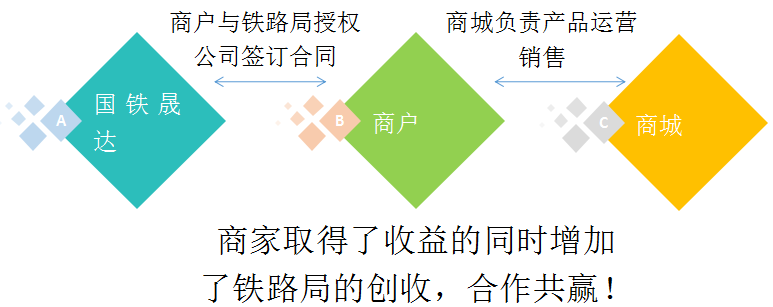 商户与铁路局授权
公司签订合同
商城负责产品运营
销售
A
国铁晟
达
B
商户
C
商城
商家取得了收益的同时增加
了铁路局的创收，合作共赢！